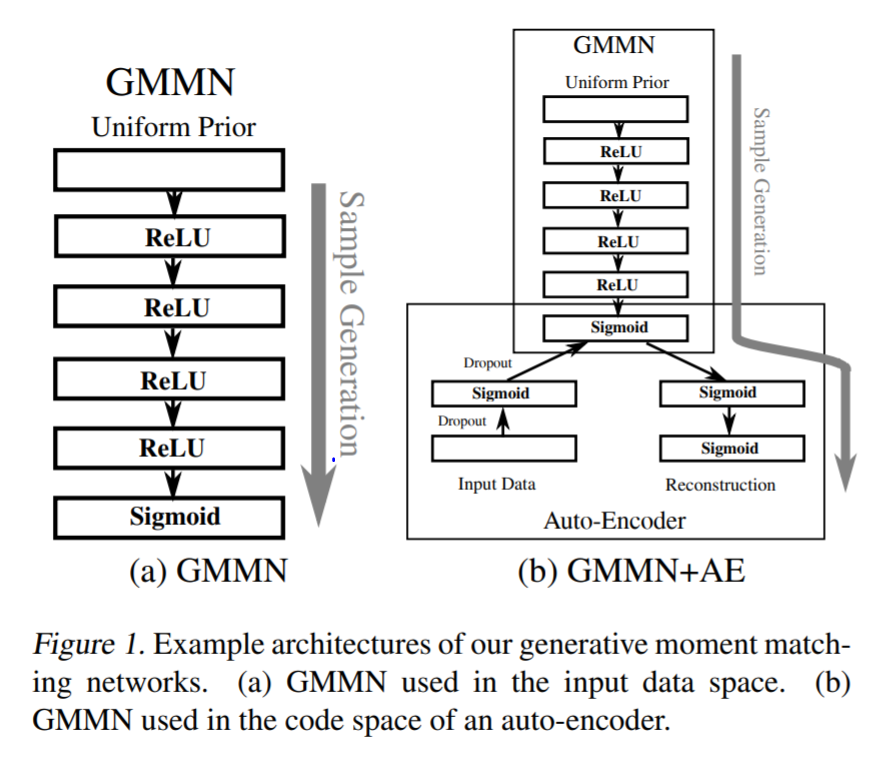 GMMN
Uniform Prior
ReLU
ReLU
ReLU
ReLU
Sigmoid
Sample Generation
(a) GMMN
GMMN
Uniform Prior
ReLU
ReLU
ReLU
ReLU
Sigmoid
Sample Generation
Dropout
Sigmoid
Dropout
Input Data
Sigmoid
Sigmoid
Reconstruction
Auto-Encoder
(b) GMMN+AE
Figure 1. Example architectures of our generative moment match-
ing networks. (a) GMMN used in the input data space. (b)
GMMN used in the code space of an auto-encoder.